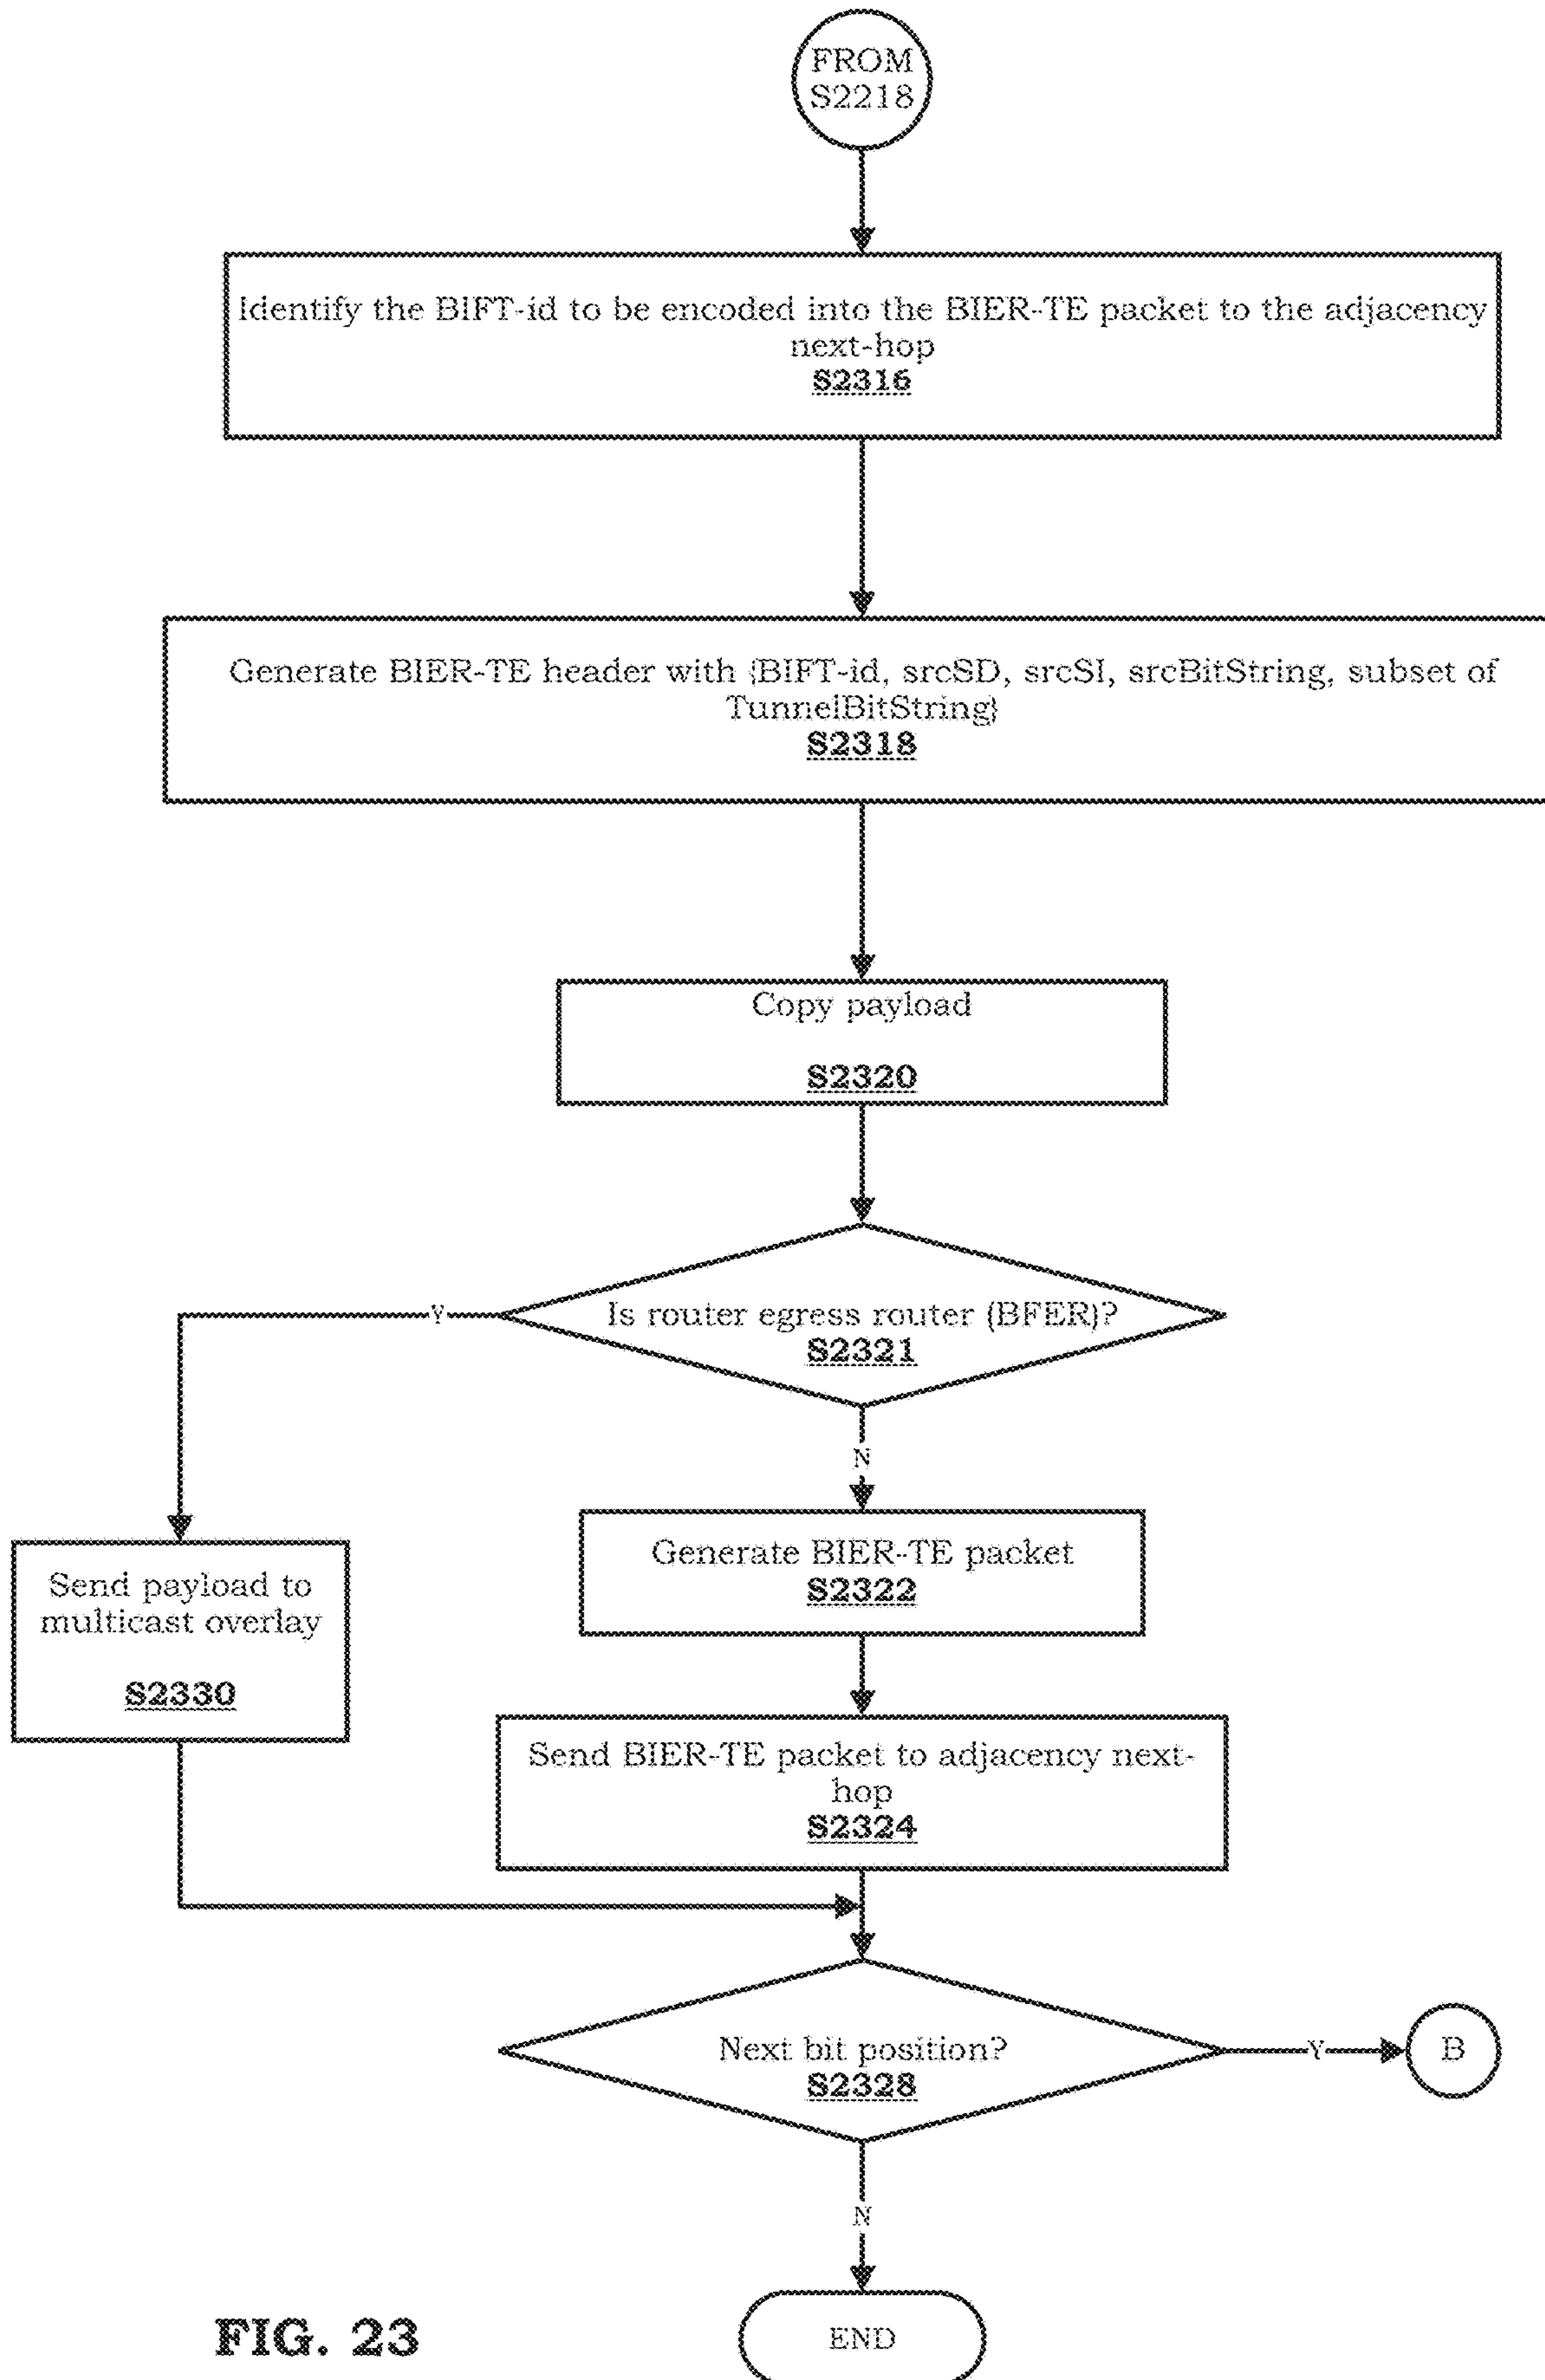 FROM
S2218
Identify the BIFT-id to be encoded into the BIER-TE packet to the adjacency
next-hop
S2316
Generate BIER-TE header with {BIFT-id, srcSD, srcSI, srcBitString, subset of
TunnelBitString}
S2318
Copy payload
S2320
Is router egress router (BFER)?
S2321
Y
N
Generate BIER-TE packet
S2322
Send payload to
multicast overlay
S2330
Send BIER-TE packet to adjacency next-
hop
S2324
Next bit position?
S2328
Y
B
N
END
FIG. 23